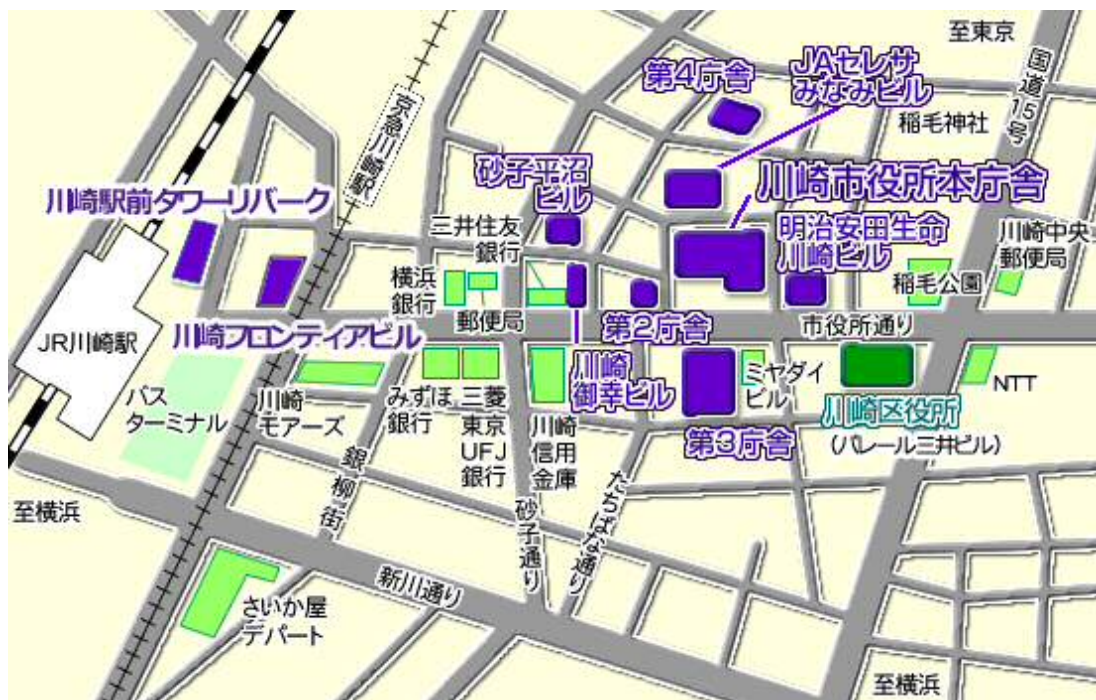 至東京
国道15号
JAセレサ
みなみビル
第4庁舎
稲毛神社
京急川崎駅
砂子平沼
ビル
川崎市役所本庁舎
川崎駅前タワーリバーク
三井住友
銀行
明治安田生命
川崎ビル
川崎中央
郵便局
横浜
銀行
稲毛公園
郵便局
第2庁舎
市役所通り
川崎フロンティアビル
JR川崎駅
川崎
御幸ビル
ミヤダイ
ビル
NTT
バス
ターミナル
川崎
モアーズ
みずほ
銀行
三菱
東京
UFJ
銀行
川崎
信用
金庫
第3庁舎
川崎区役所
(パレール三井ビル)
銀柳街
砂子通り
たちばな通り
至横浜
新川通り
さいか屋
デパート
至横浜